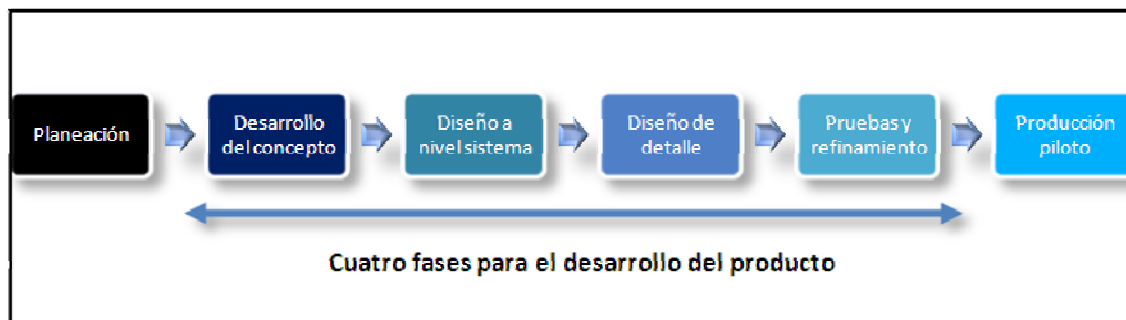 Planeación
Desarrollo
del concepto
Diseño a
nivel sistema
Diseño de
detalle
Pruebas y
refinamiento
Producción
piloto
Cuatro fases para el desarrollo del producto